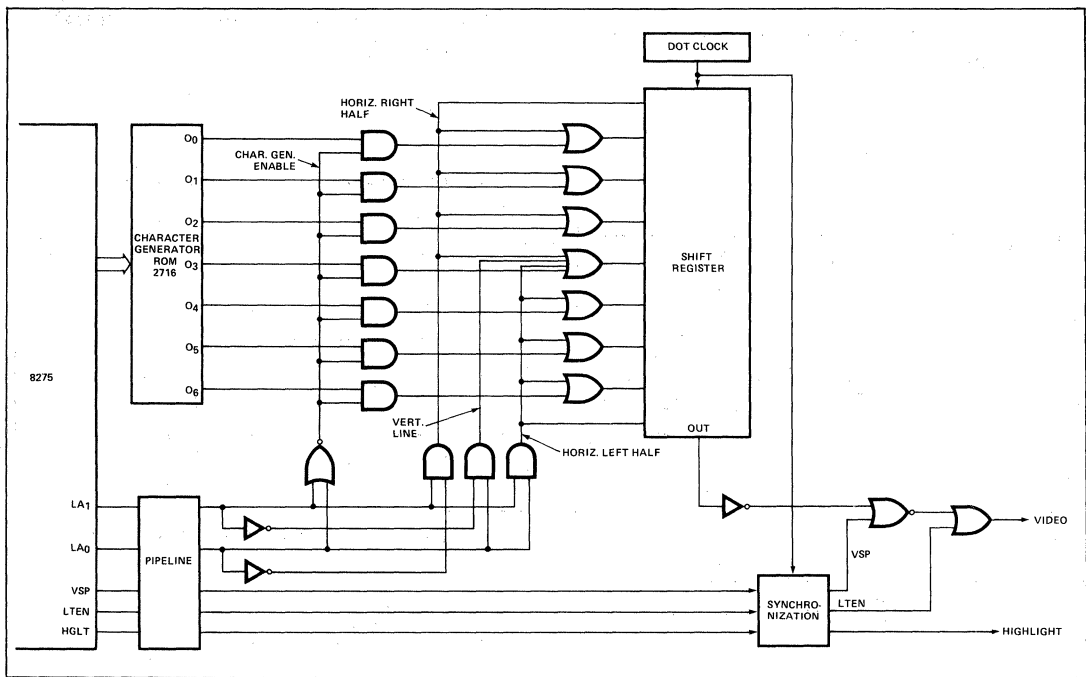 DOT CLOCK
HORIZ. RIGHT
HALF
CHAR. GEN.
ENABLE
O0
O1
O2
CHARACTER
GENERATOR
ROM
2716
O3
O4
O5
O6
SHIFT
REGISTER
8275
VERT.
LINE
HORIZ. LEFT HALF
OUT
LA1
LA0
VSP
LTEN
HGLT
PIPELINE
VSP
LTEN
SYNCHRO-
NIZATION
VIDEO
HIGHLIGHT